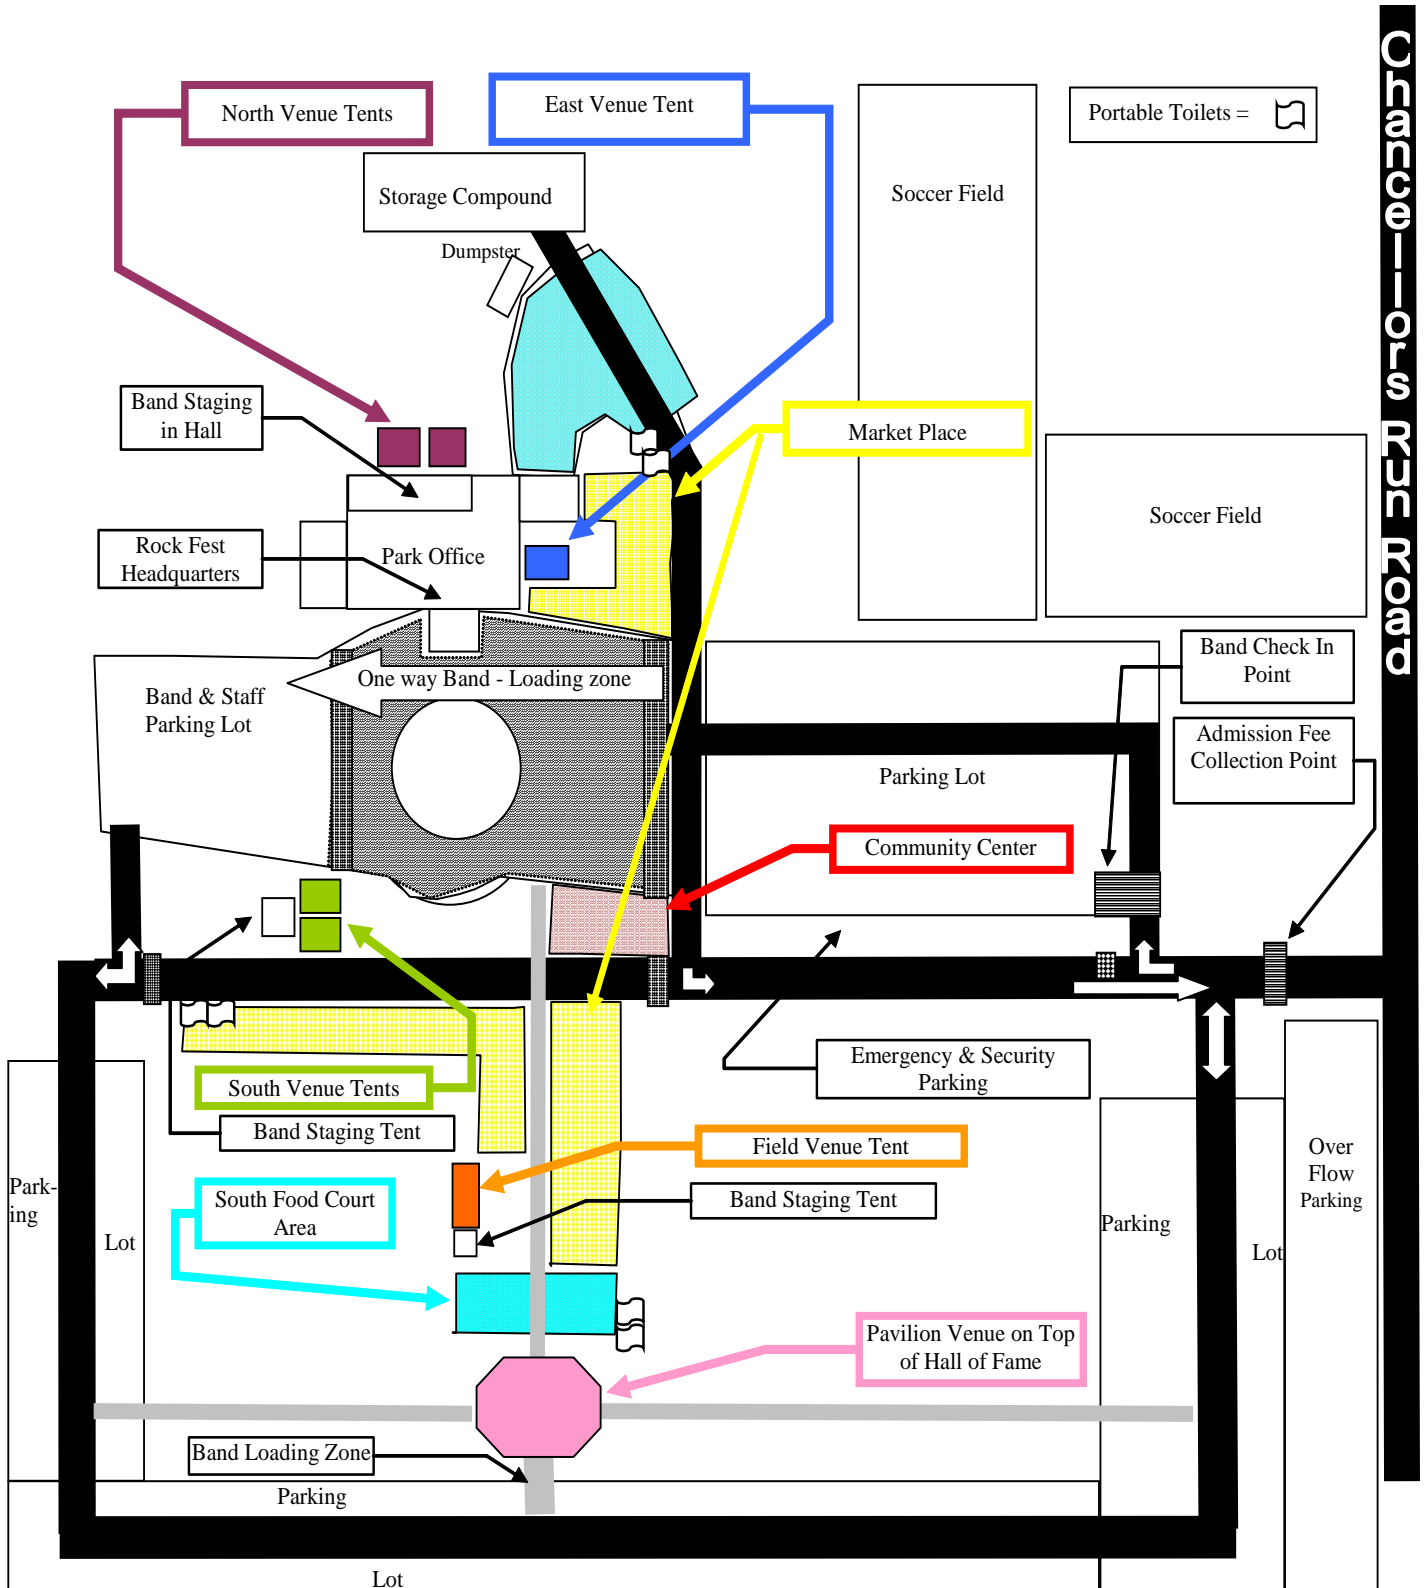 North Venue Tents
East Venue Tent
Portable Toilets =
Chancellors Run Road
Storage Compound
Soccer Field
Dumpster
Band Staging
in Hall
Market Place
Soccer Field
Rock Fest
Headquarters
Park Office
Band Check In
Point
One way Band - Loading zone
Band & Staff
Parking Lot
Admission Fee
Collection Point
Parking Lot
Community Center
Emergency & Security
Parking
South Venue Tents
Band Staging Tent
Field Venue Tent
Over
Flow
Parking
Park-
ing
South Food Court
Area
Band Staging Tent
Parking
Lot
Lot
Pavilion Venue on Top
of Hall of Fame
Band Loading Zone
Parking
Lot